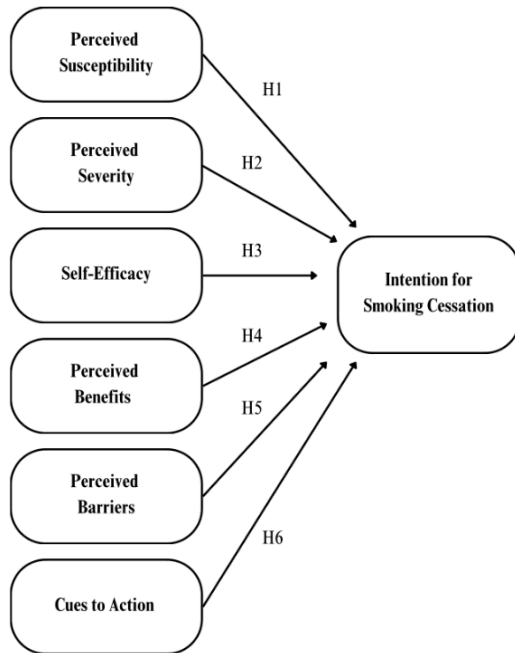 Perceived
Susceptibility
H1
Perceived
Severity
H2
Self-Efficacy
H3
Intention for
Smoking Cessation
Perceived
Benefits
H4
Perceived
Barriers
H5
Cues to Action
H6